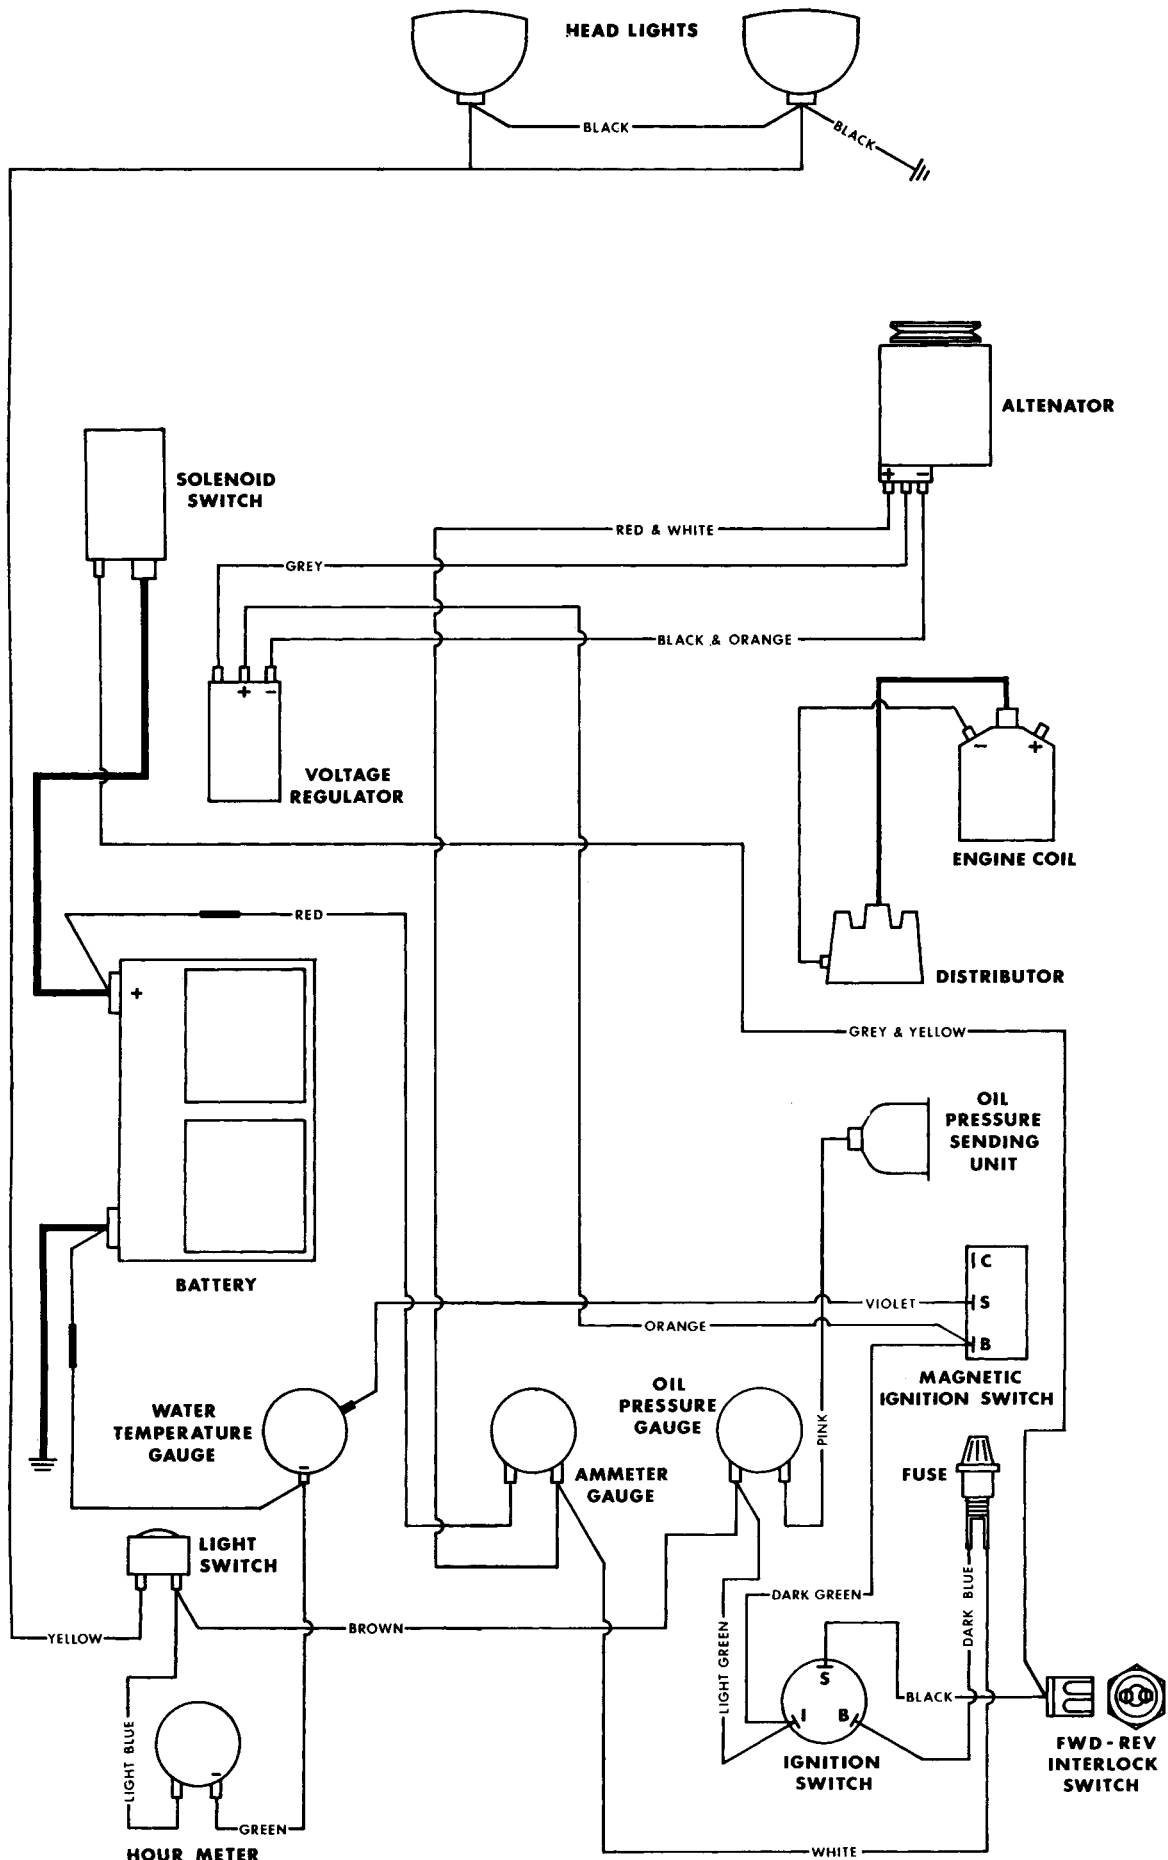 HEAD LIGHTS
BLACK
BLACK
ALTENATOR
+ −
SOLENOID
SWITCH
RED & WHITE
GREY
BLACK & ORANGE
+ −
VOLTAGE
REGULATOR
− +
ENGINE COIL
RED
DISTRIBUTOR
+
GREY & YELLOW
OIL
PRESSURE
SENDING
UNIT
BATTERY
C
VIOLET
S
ORANGE
B
MAGNETIC
IGNITION SWITCH
WATER
TEMPERATURE
GAUGE
−
OIL
PRESSURE
GAUGE
PINK
AMMETER
GAUGE
FUSE
LIGHT
SWITCH
DARK GREEN
DARK BLUE
YELLOW
BROWN
LIGHT GREEN
S
I B
BLACK
IGNITION
SWITCH
FWD-REV
INTERLOCK
SWITCH
LIGHT BLUE
−
GREEN
HOUR METER
WHITE